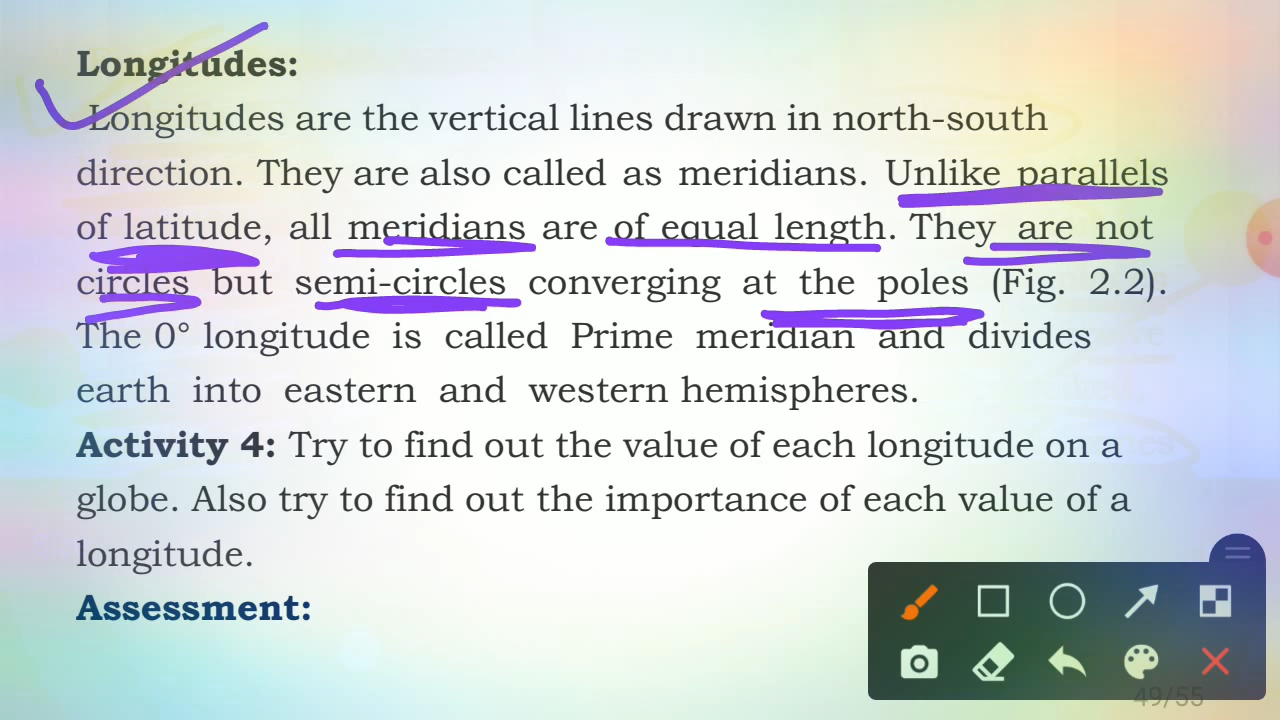 Longitudes:
Longitudes are the vertical lines drawn in north-south
direction. They are also called as meridians. Unlike parallels
of latitude, all meridians are of equal length. They are not
circles but semi-circles converging at the poles (Fig. 2.2).
The 0° longitude is called Prime meridian and divides
earth into eastern and western hemispheres.
Activity 4: Try to find out the value of each longitude on a
globe. Also try to find out the importance of each value of a
longitude.
Assessment:
49/55